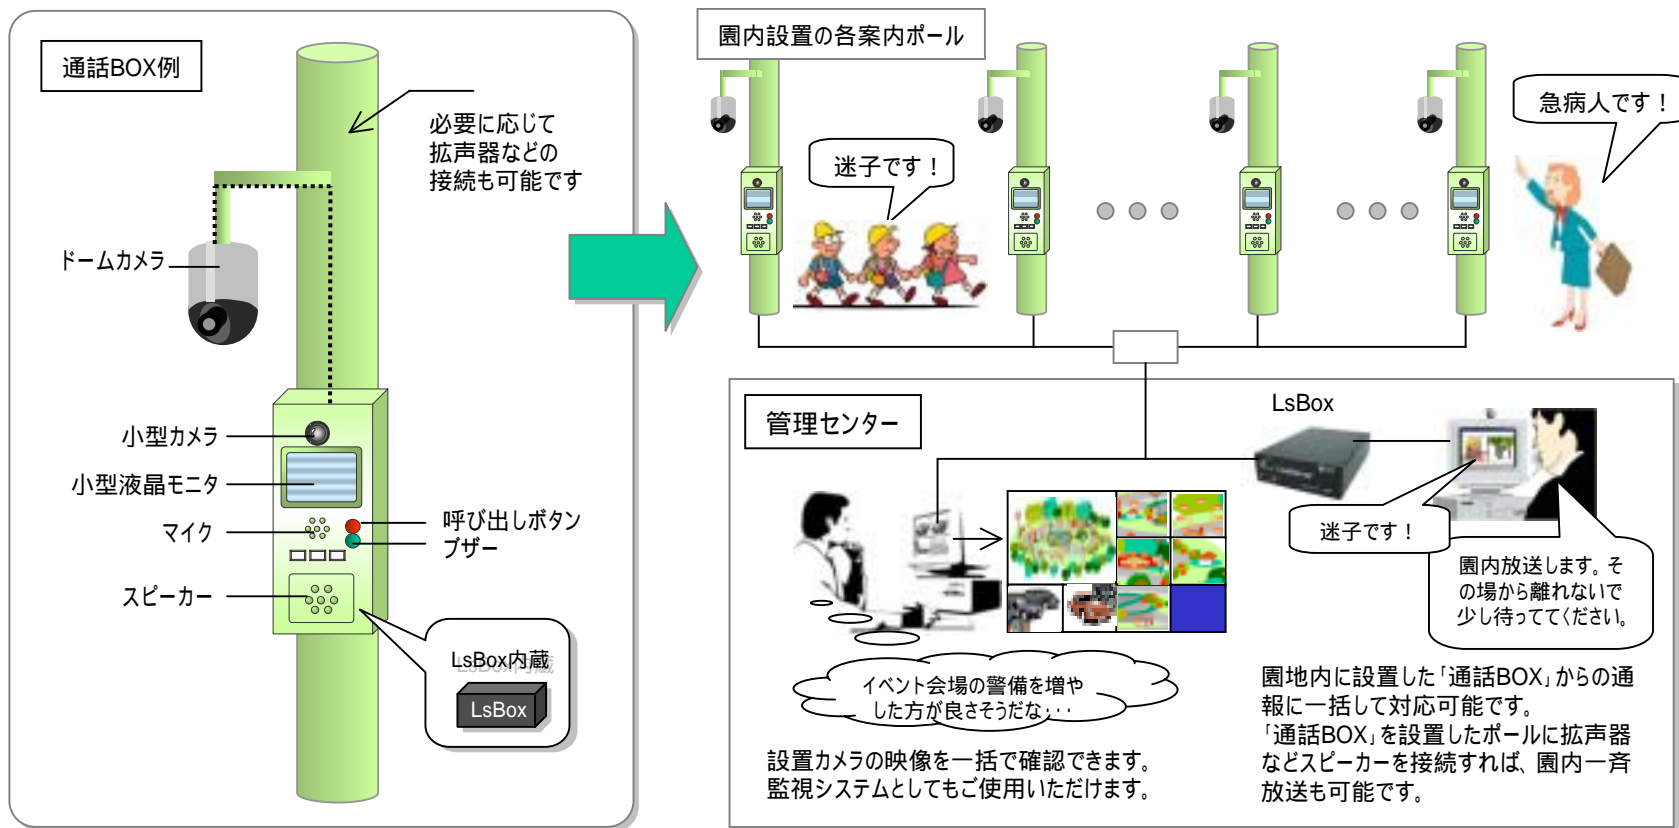 通話BOX例
必要に応じて
拡声器などの
接続も可能です
ドームカメラ
小型カメラ
小型液晶モニタ
マイク
スピーカー
呼び出しボタン
ブザー
LsBox内蔵
LsBox
園内設置の各案内ポール
迷子です！
急病人です！
管理センター
LsBox
迷子です！
園内放送します。そ
の場から離れないで
少し待っててください。
イベント会場の警備を増や
した方が良さそうだな・・・
設置カメラの映像を一括で確認できます。
監視システムとしてもご使用いただけます。
園地内に設置した「通話BOX」からの通
報に一括して対応可能です。
「通話BOX」を設置したポールに拡声器
などスピーカーを接続すれば、園内一斉
放送も可能です。